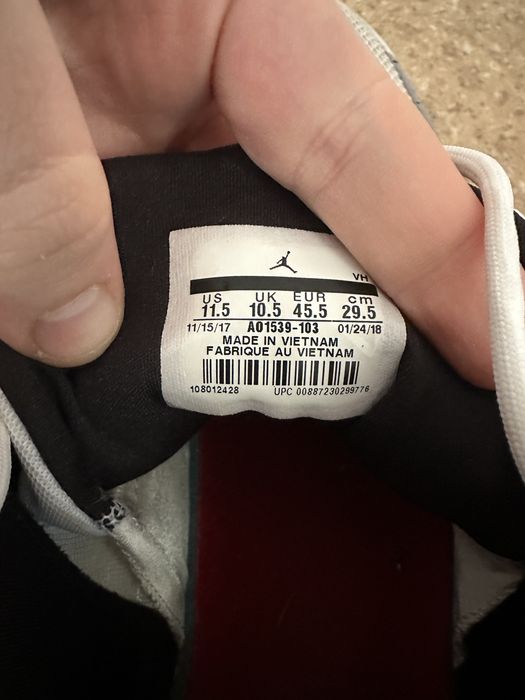 VH
US UK EUR cm
11.5 10.5 45.5 29.5
11/15/17 AO1539-103 01/24/18
MADE IN VIETNAM
FABRIQUE AU VIETNAM
108012428 UPC 00887230299776